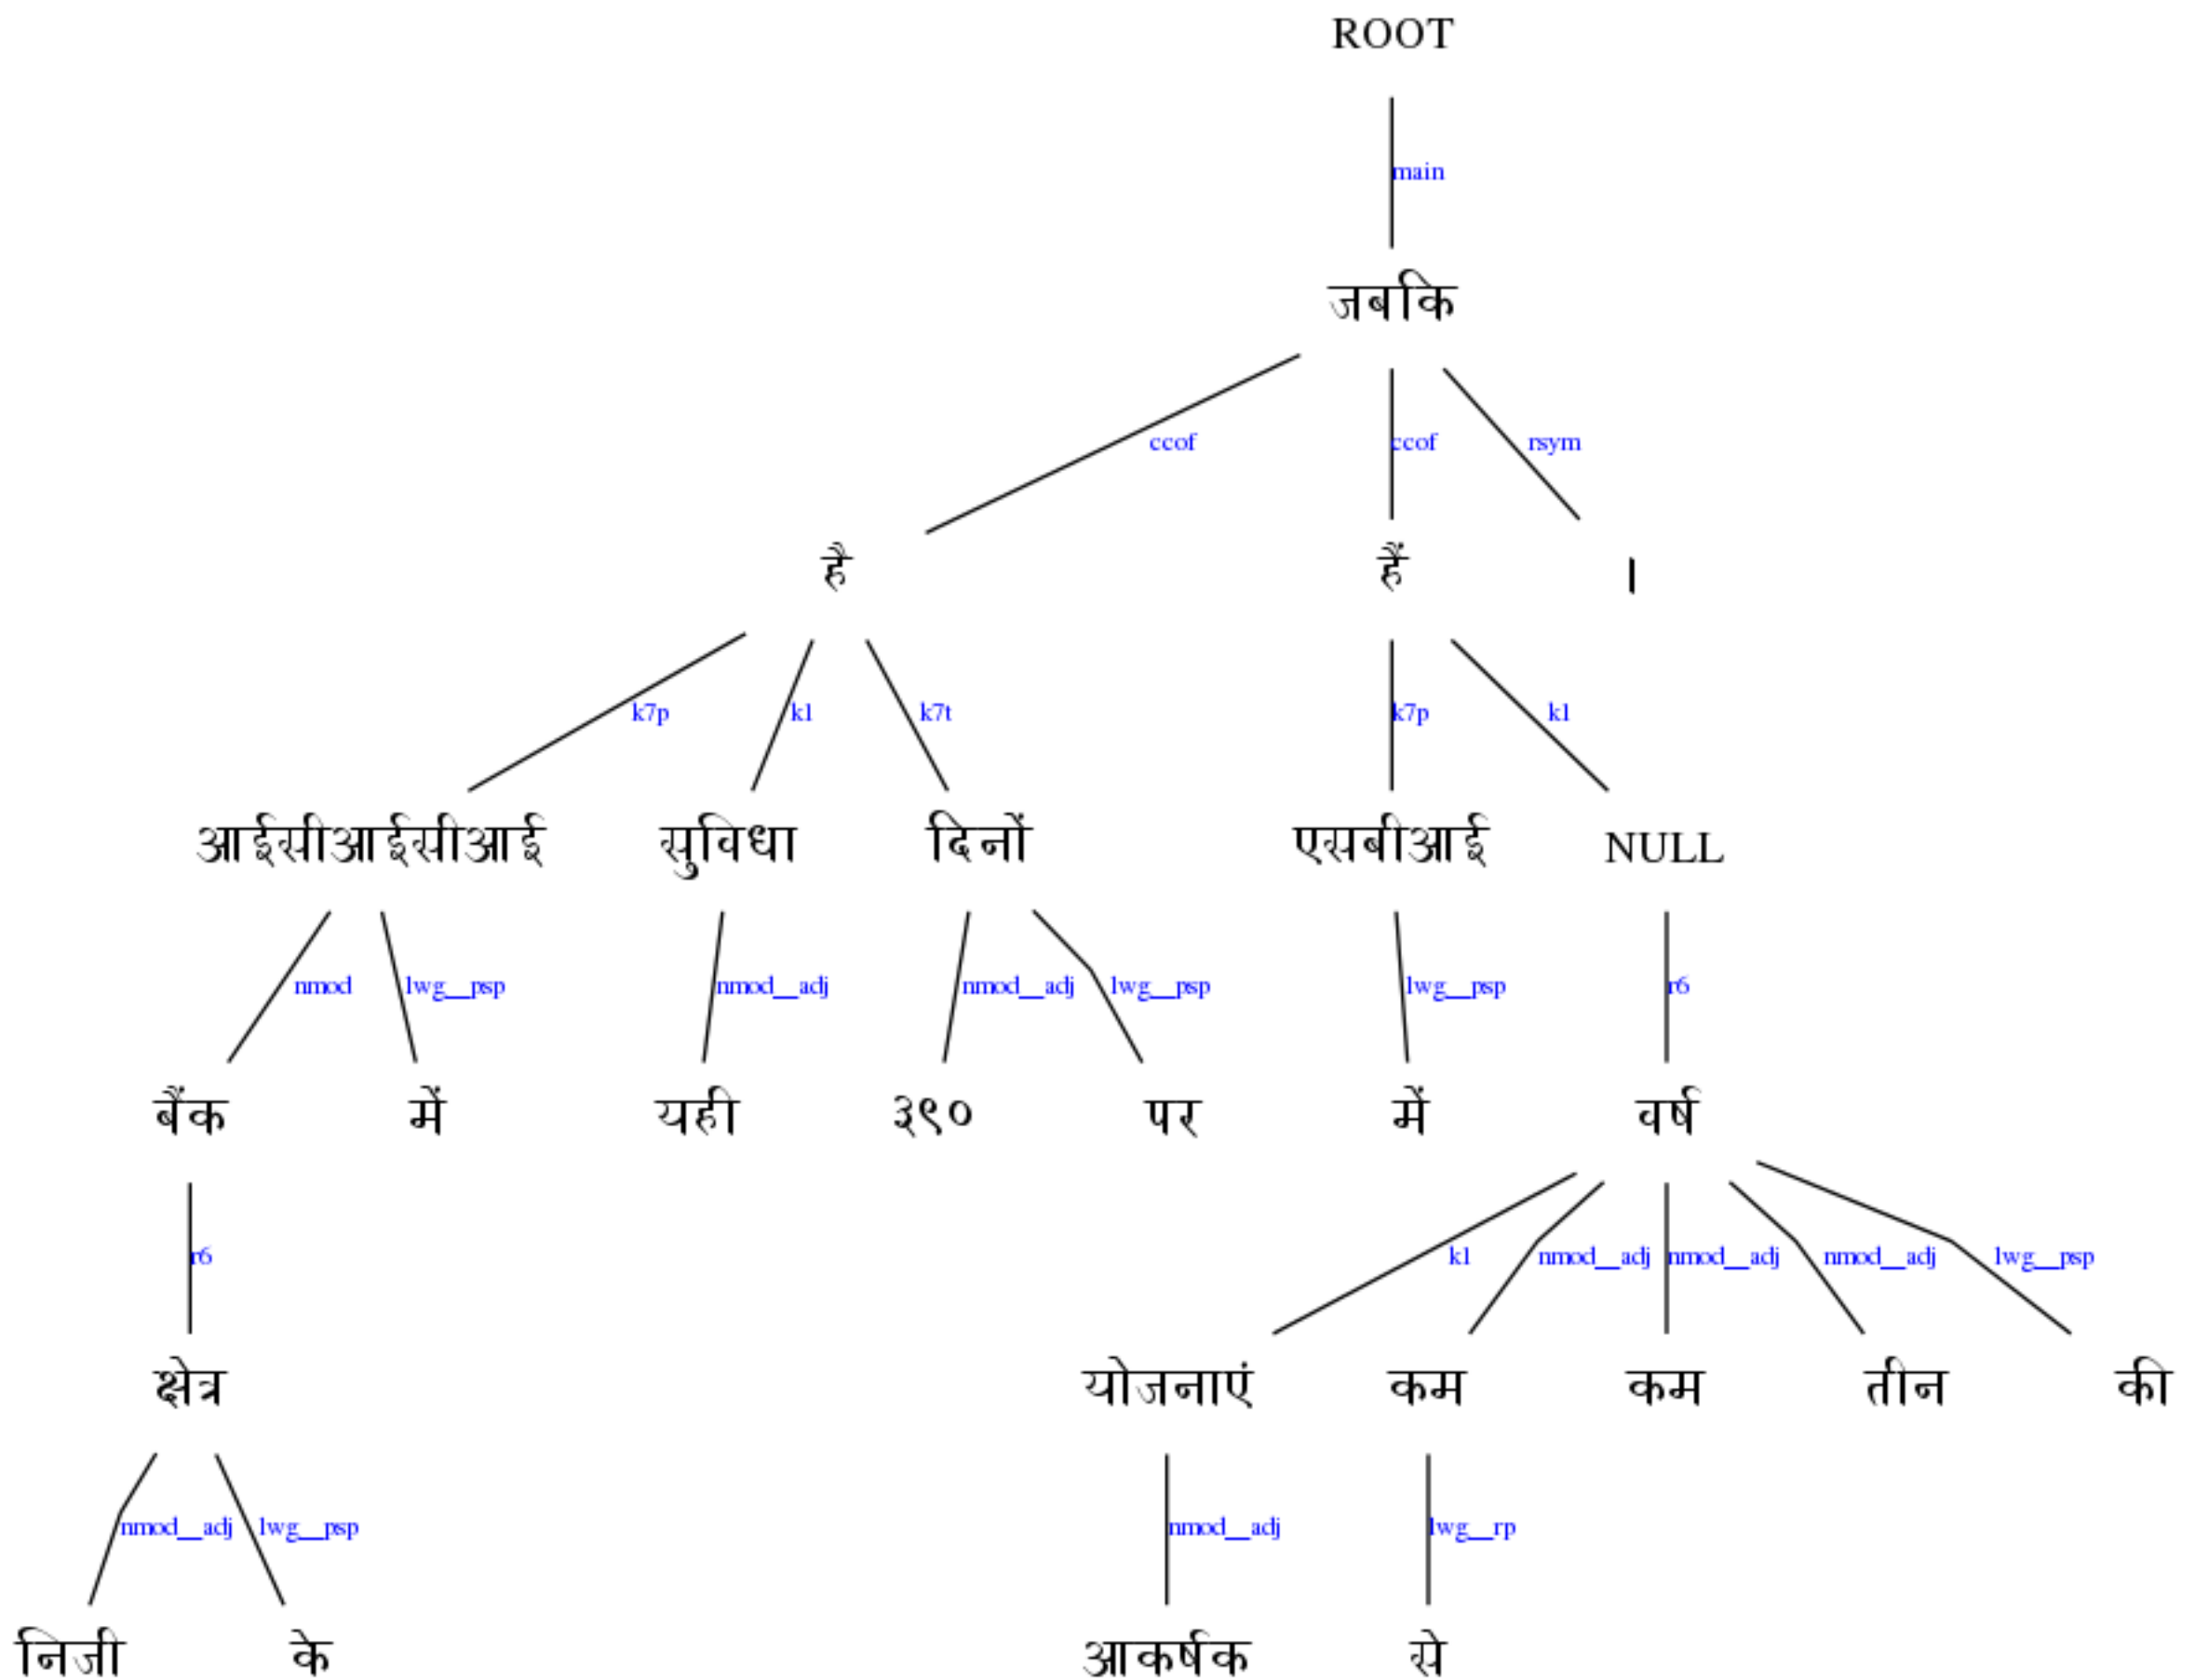 ROOT
main
जबकि
ccof ccof rsym
है हैं ।
k7p k1 k7t k7p k1
आईसीआईसीआई सुविधा दिनों एसबीआई NULL
nmod lwg__psp nmod__adj nmod__adj lwg__psp lwg__psp r6
बैंक में यही ३९० पर में वर्ष
r6 k1 nmod__adj nmod__adj nmod__adj lwg__psp
क्षेत्र योजनाएं कम कम तीन की
nmod__adj lwg__psp nmod__adj lwg__rp
निजी के आकर्षक से